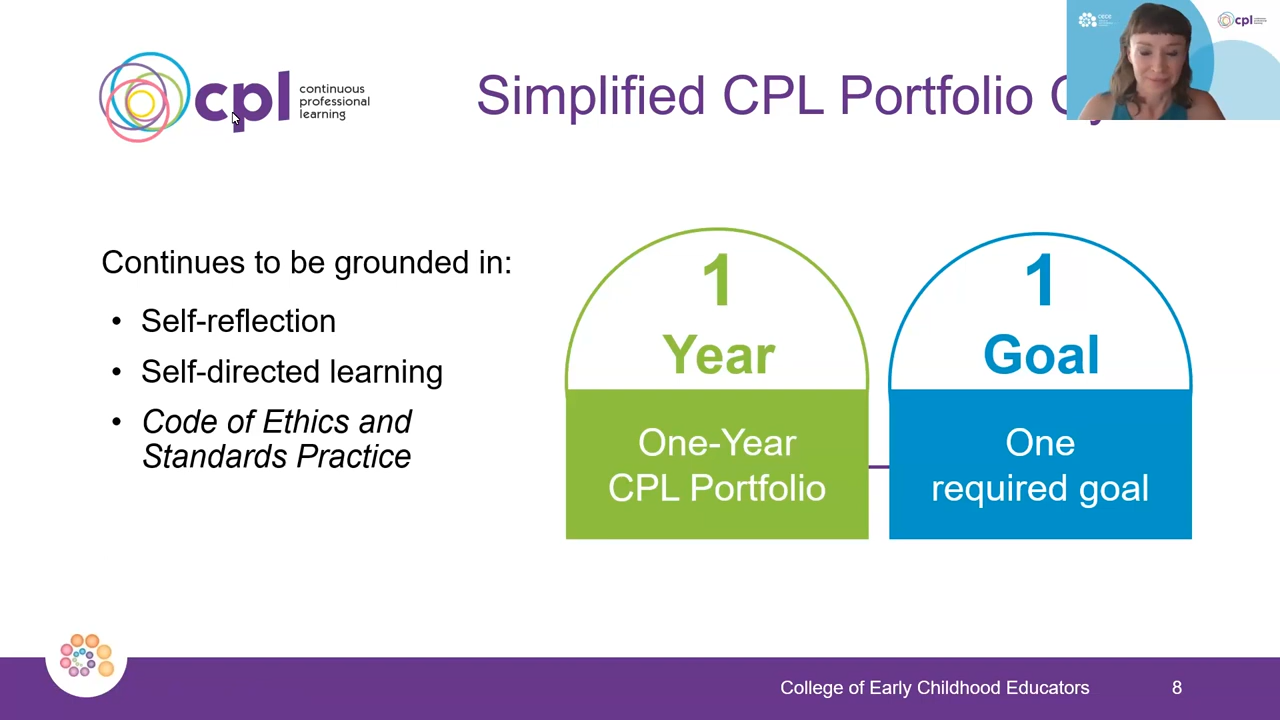 cpl
continuous
professional
learning
Simplified CPL Portfolio
CECE
cpl
Continues to be grounded in:
• Self-reflection
• Self-directed learning
• Code of Ethics and
Standards Practice
1
Year
One-Year
CPL Portfolio
1
Goal
One
required goal
College of Early Childhood Educators
8